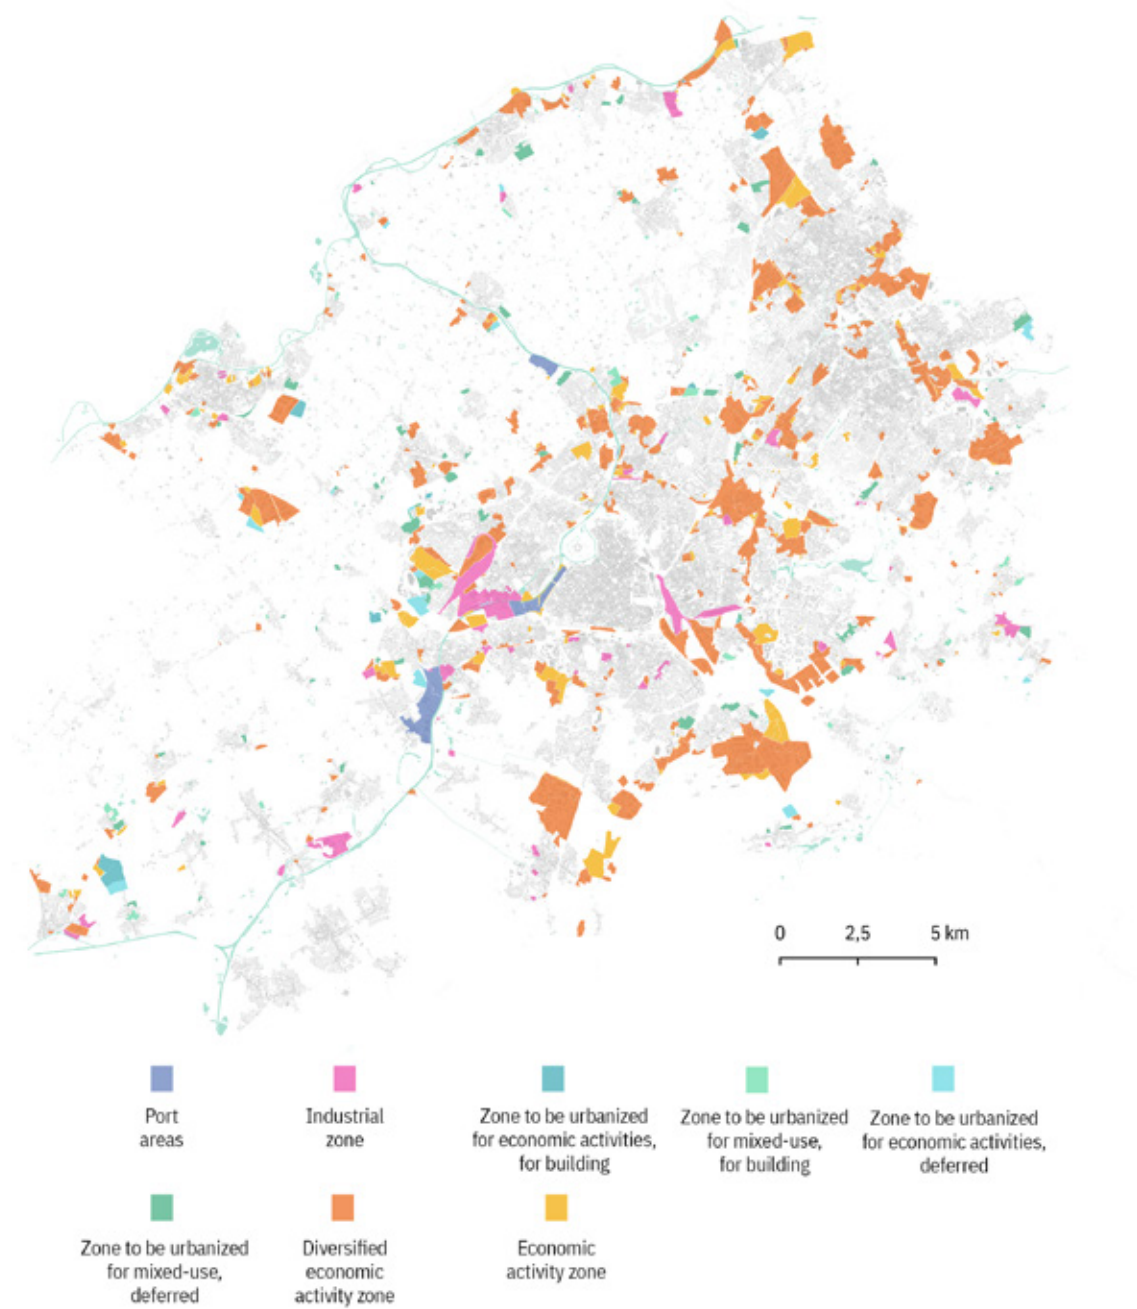 0 2,5 5 km
Port
areas
Industrial
zone
Zone to be urbanized
for economic activities,
for building
Zone to be urbanized
for mixed-use,
for building
Zone to be urbanized
for economic activities,
deferred
Zone to be urbanized
for mixed-use,
deferred
Diversified
economic
activity zone
Economic
activity zone